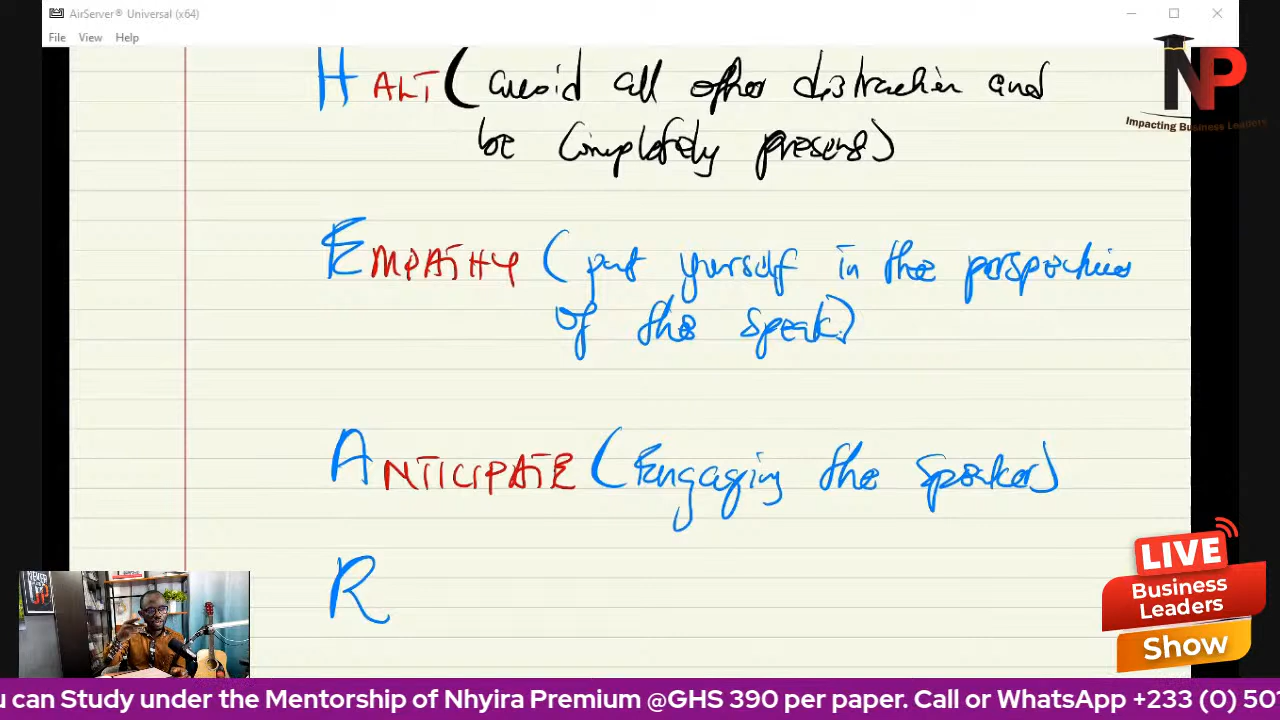 AirServer® Universal (x64)
File View Help
HALT (avoid all other distraction and
be completely present)
NP
Impacting Business Leaders
EMPATHY (put yourself in the perspective
of the speak)
ANTICIPATE (Engaging the speaker)
R
LIVE
Business
Leaders
Show
u can Study under the Mentorship of Nhyira Premium @GHS 390 per paper. Call or WhatsApp +233 (0) 501